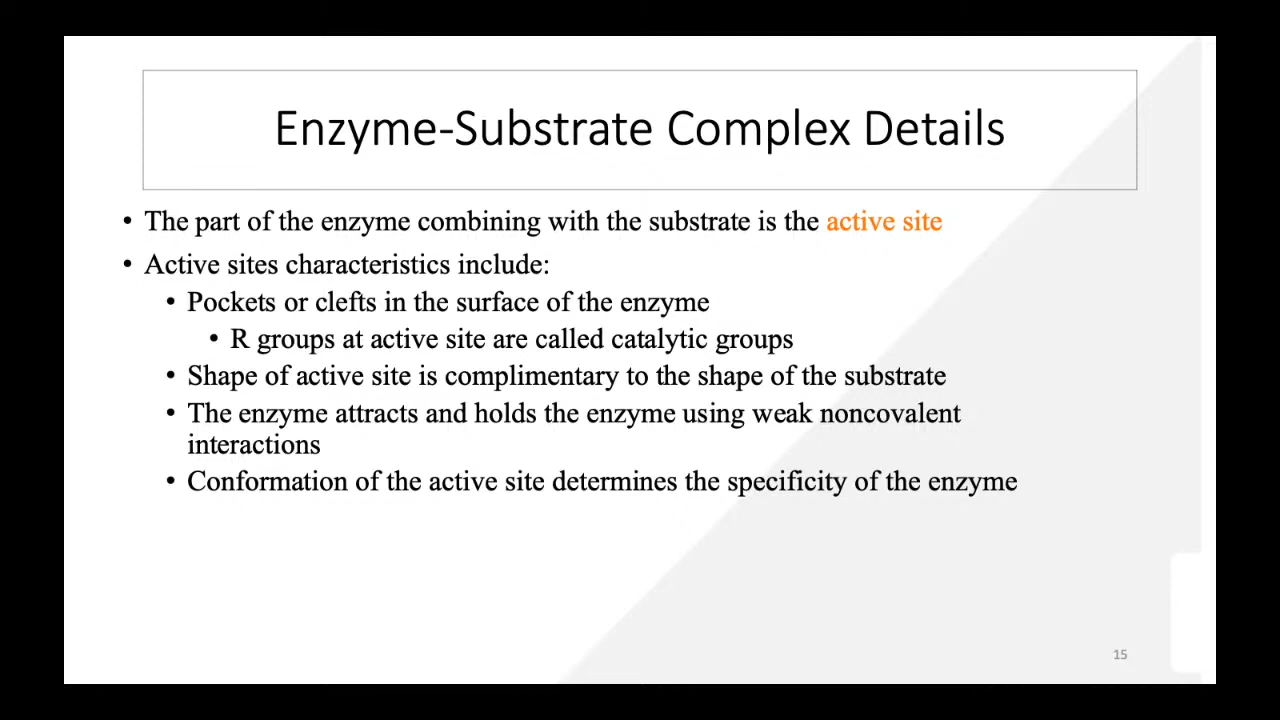 Enzyme-Substrate Complex Details
• The part of the enzyme combining with the substrate is the active site
• Active sites characteristics include:
• Pockets or clefts in the surface of the enzyme
• R groups at active site are called catalytic groups
• Shape of active site is complimentary to the shape of the substrate
• The enzyme attracts and holds the enzyme using weak noncovalent
interactions
• Conformation of the active site determines the specificity of the enzyme
15